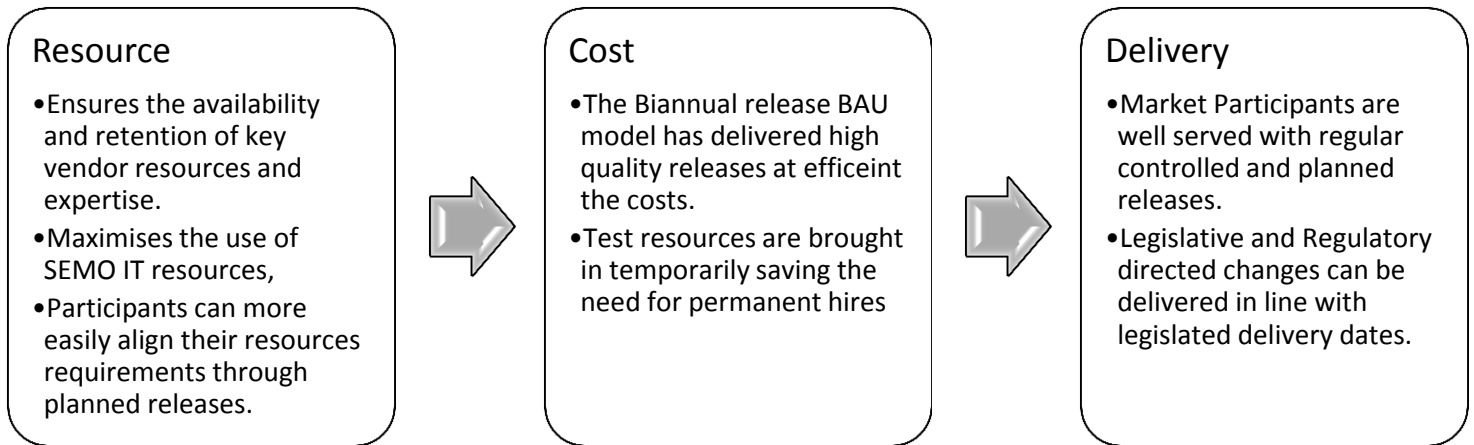 Resource
•Ensures the availability
and retention of key
vendor resources and
expertise.
•Maximises the use of
SEMO IT resources,
•Participants can more
easily align their resources
requirements through
planned releases.
Cost
•The Biannual release BAU
model has delivered high
quality releases at efficeint
the costs.
•Test resources are brought
in temporarily saving the
need for permanent hires
Delivery
•Market Participants are
well served with regular
controlled and planned
releases.
•Legislative and Regulatory
directed changes can be
delivered in line with
legislated delivery dates.